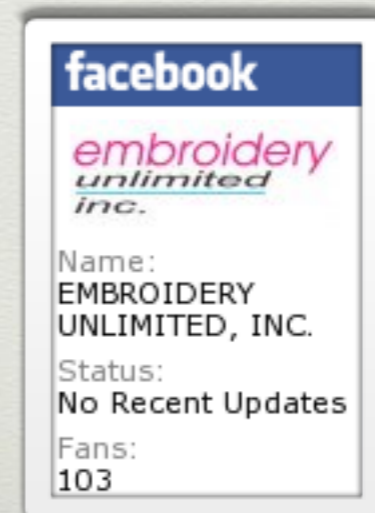 facebook
embroidery
unlimited
inc.
Name:
EMBROIDERY
UNLIMITED, INC.
Status:
No Recent Updates
Fans:
103